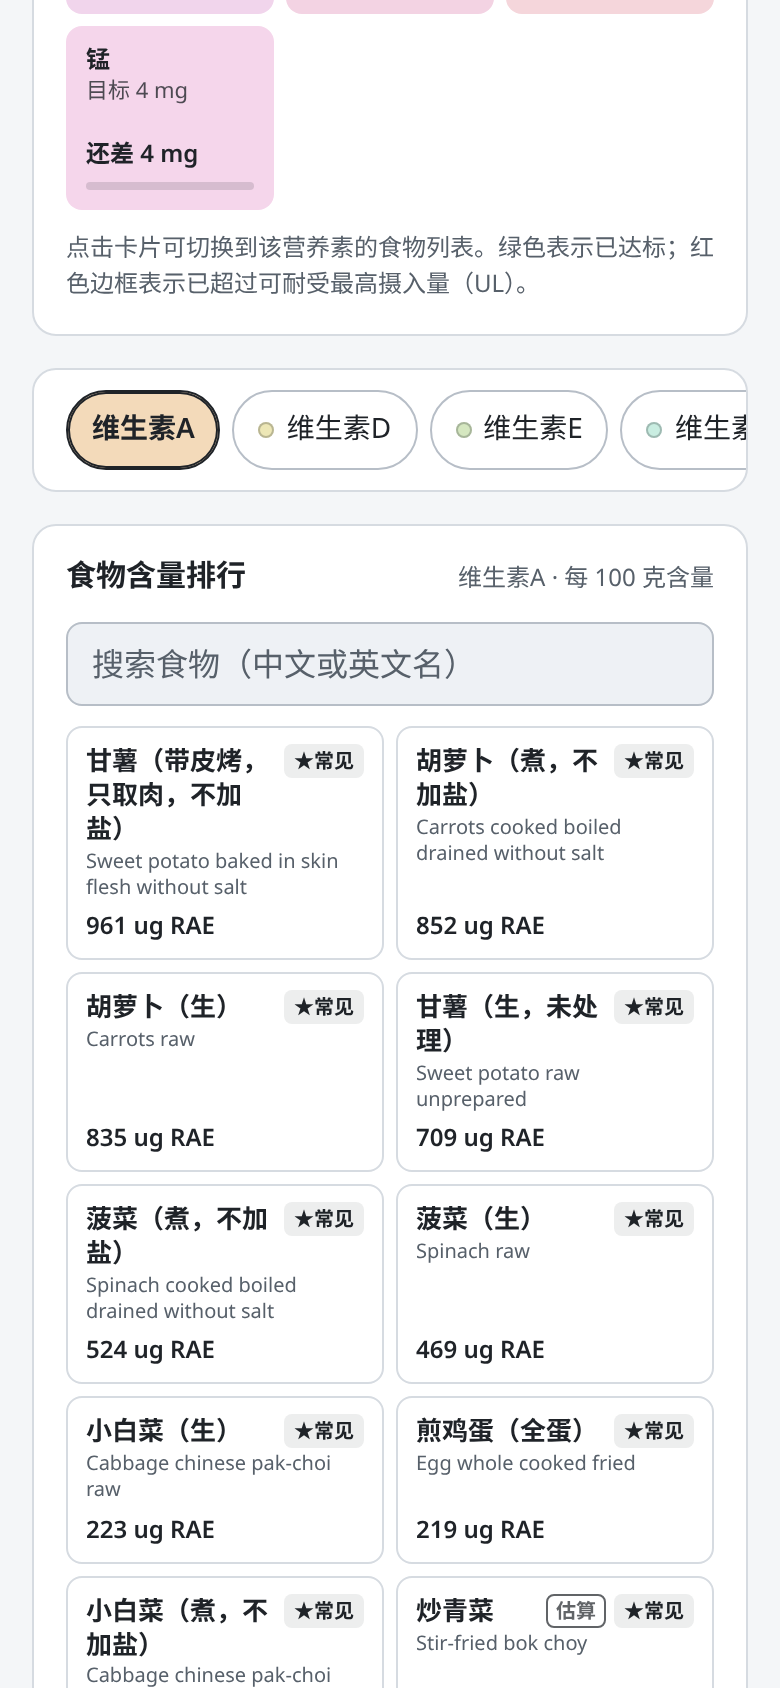 锰
目标 4 mg
还差 4 mg
点击卡片可切换到该营养素的食物列表。绿色表示已达标；红
色边框表示已超过可耐受最高摄入量（UL）。
维生素A
维生素D
维生素E
维生素
食物含量排行
维生素A · 每 100 克含量
搜索食物（中文或英文名）
甘薯（带皮烤，
只取肉，不加
盐）
★常见
Sweet potato baked in skin
flesh without salt
961 ug RAE
胡萝卜（煮，不
加盐）
★常见
Carrots cooked boiled
drained without salt
852 ug RAE
胡萝卜（生）
★常见
Carrots raw
835 ug RAE
甘薯（生，未处
理）
★常见
Sweet potato raw
unprepared
709 ug RAE
菠菜（煮，不加
盐）
★常见
Spinach cooked boiled
drained without salt
524 ug RAE
菠菜（生）
★常见
Spinach raw
469 ug RAE
小白菜（生）
★常见
Cabbage chinese pak-choi
raw
223 ug RAE
煎鸡蛋（全蛋）
★常见
Egg whole cooked fried
219 ug RAE
小白菜（煮，不
加盐）
★常见
Cabbage chinese pak-choi
炒青菜
估算
★常见
Stir-fried bok choy